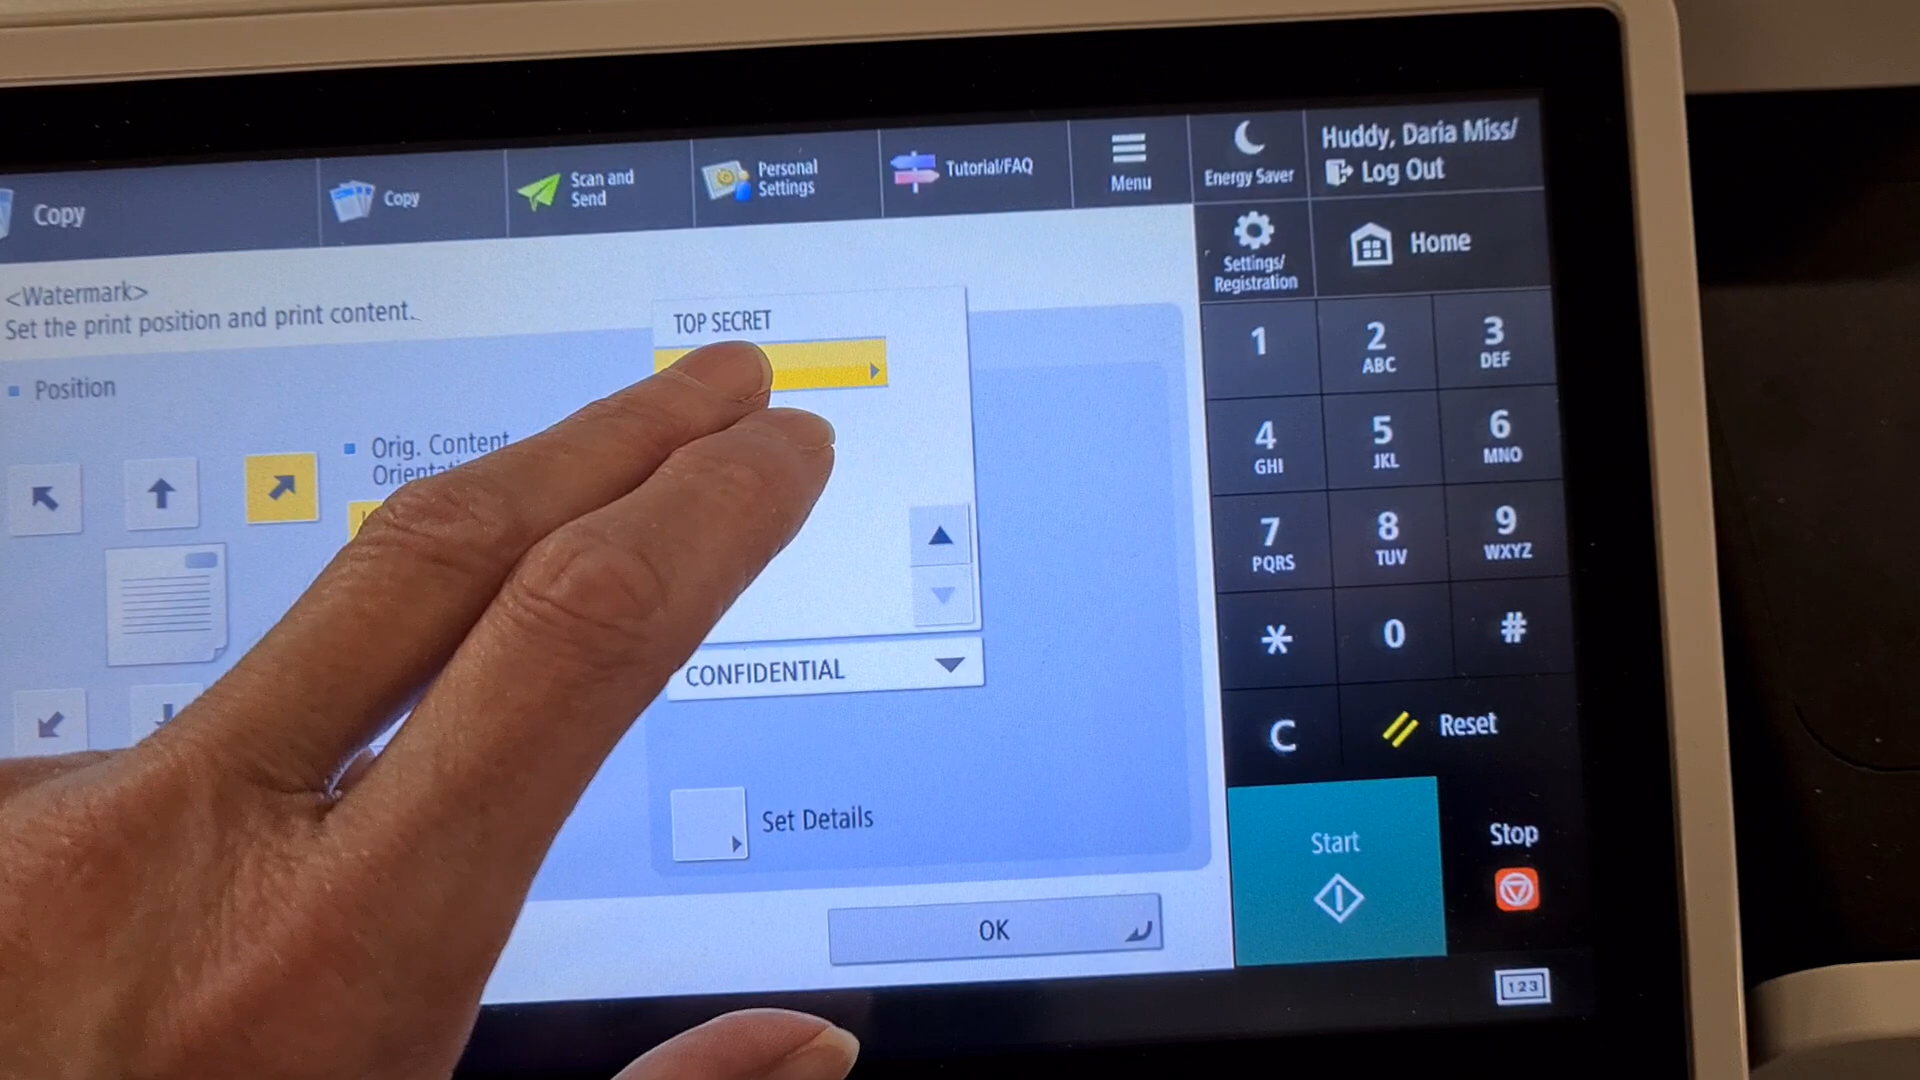 Copy
Copy
Scan and
Send
Personal
Settings
Tutorial/FAQ
Menu
Energy Saver
Huddy, Daria Miss/
Log Out
Settings/
Registration
Home
<Watermark>
Set the print position and print content.
TOP SECRET
Position
Orig. Content
CONFIDENTIAL
Set Details
OK
1
2
ABC
3
DEF
4
GHI
5
JKL
6
MNO
7
PQRS
8
TUV
9
WXYZ
*
0
#
C
Reset
Start
Stop
123